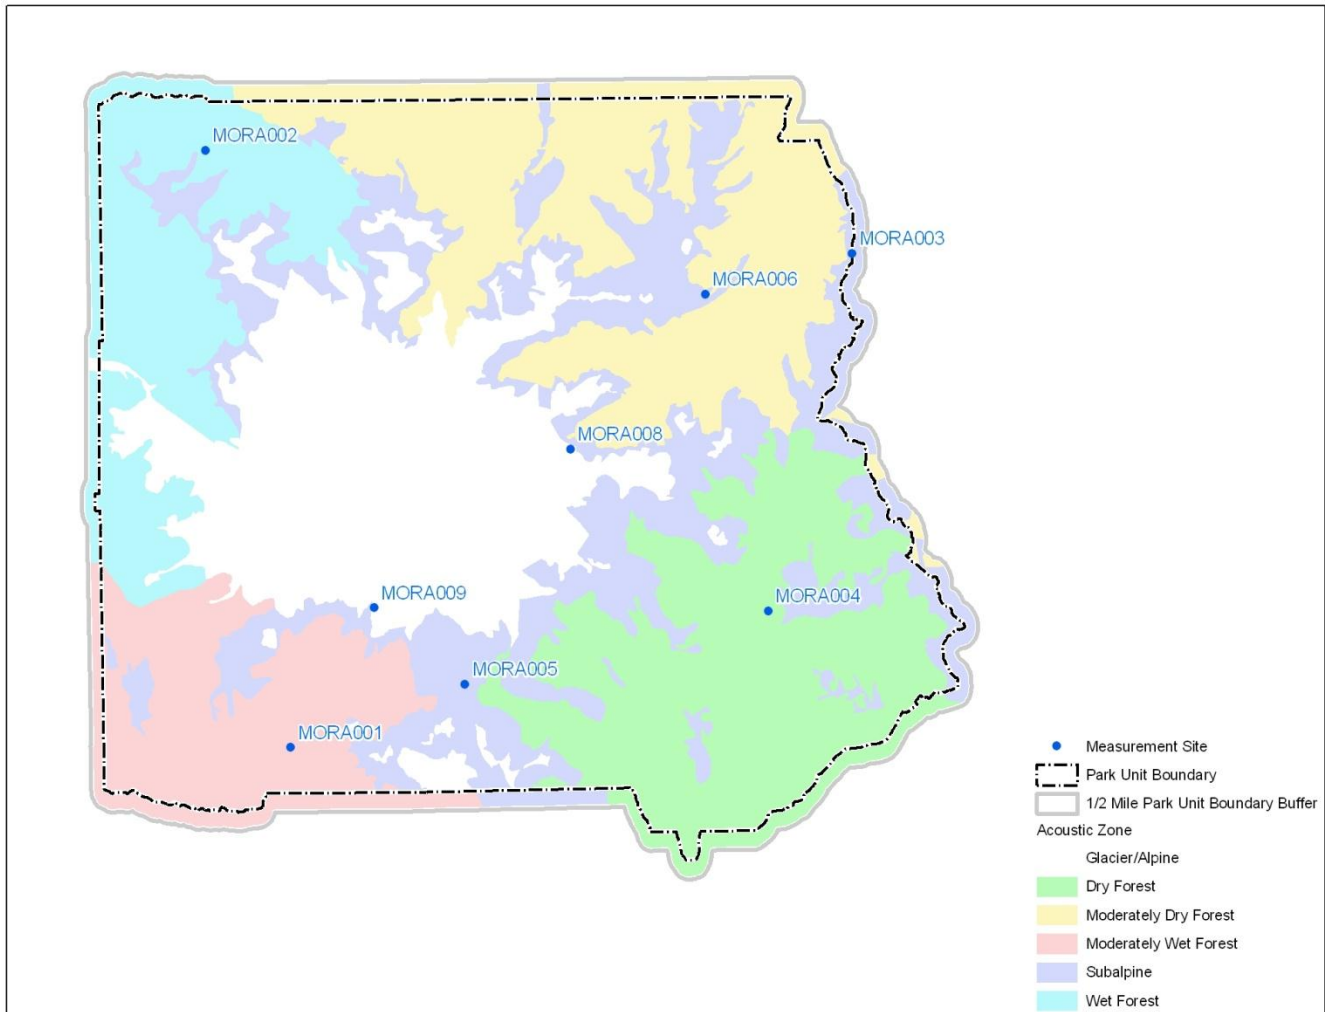 MORA002
MORA003
MORA006
MORA008
MORA009
MORA004
MORA005
MORA001
Measurement Site
Park Unit Boundary
1/2 Mile Park Unit Boundary Buffer
Acoustic Zone
Glacier/Alpine
Dry Forest
Moderately Dry Forest
Moderately Wet Forest
Subalpine
Wet Forest